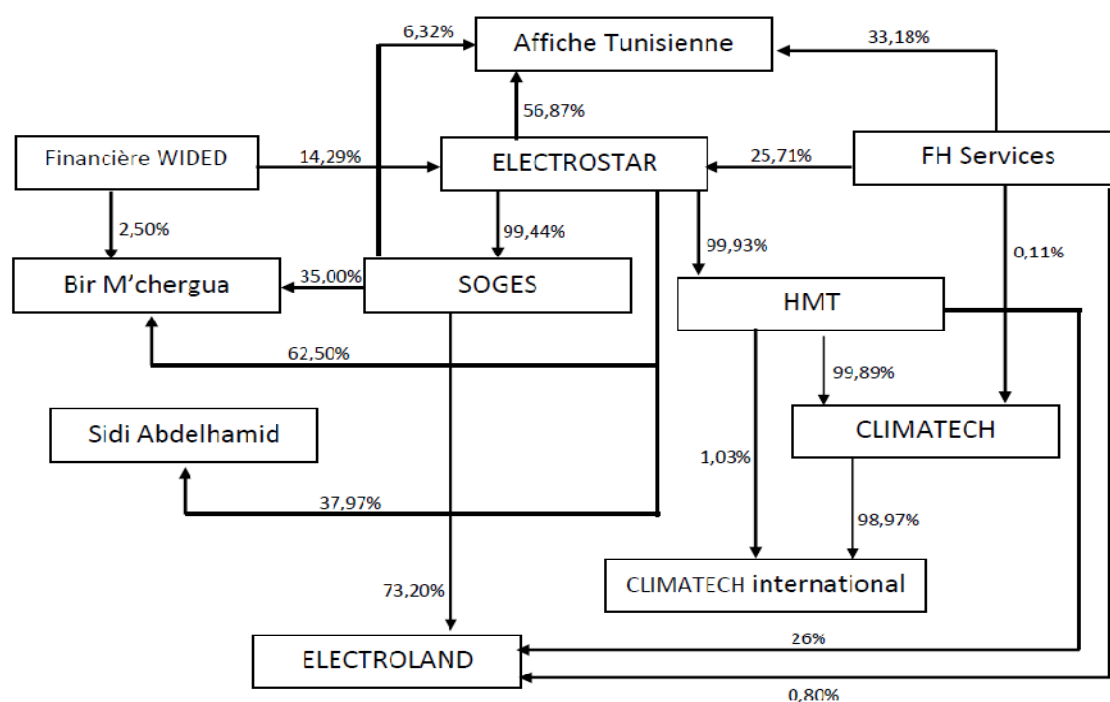 6,32%
Affiche Tunisienne
33,18%
56,87%
Financière WIDED
14,29%
ELECTROSTAR
25,71%
FH Services
2,50%
99,44%
99,93%
0,11%
Bir M'chergua
35,00%
SOGES
HMT
62,50%
99,89%
Sidi Abdelhamid
CLIMATECH
1,03%
37,97%
98,97%
CLIMATECH international
73,20%
ELECTROLAND
26%
0,80%